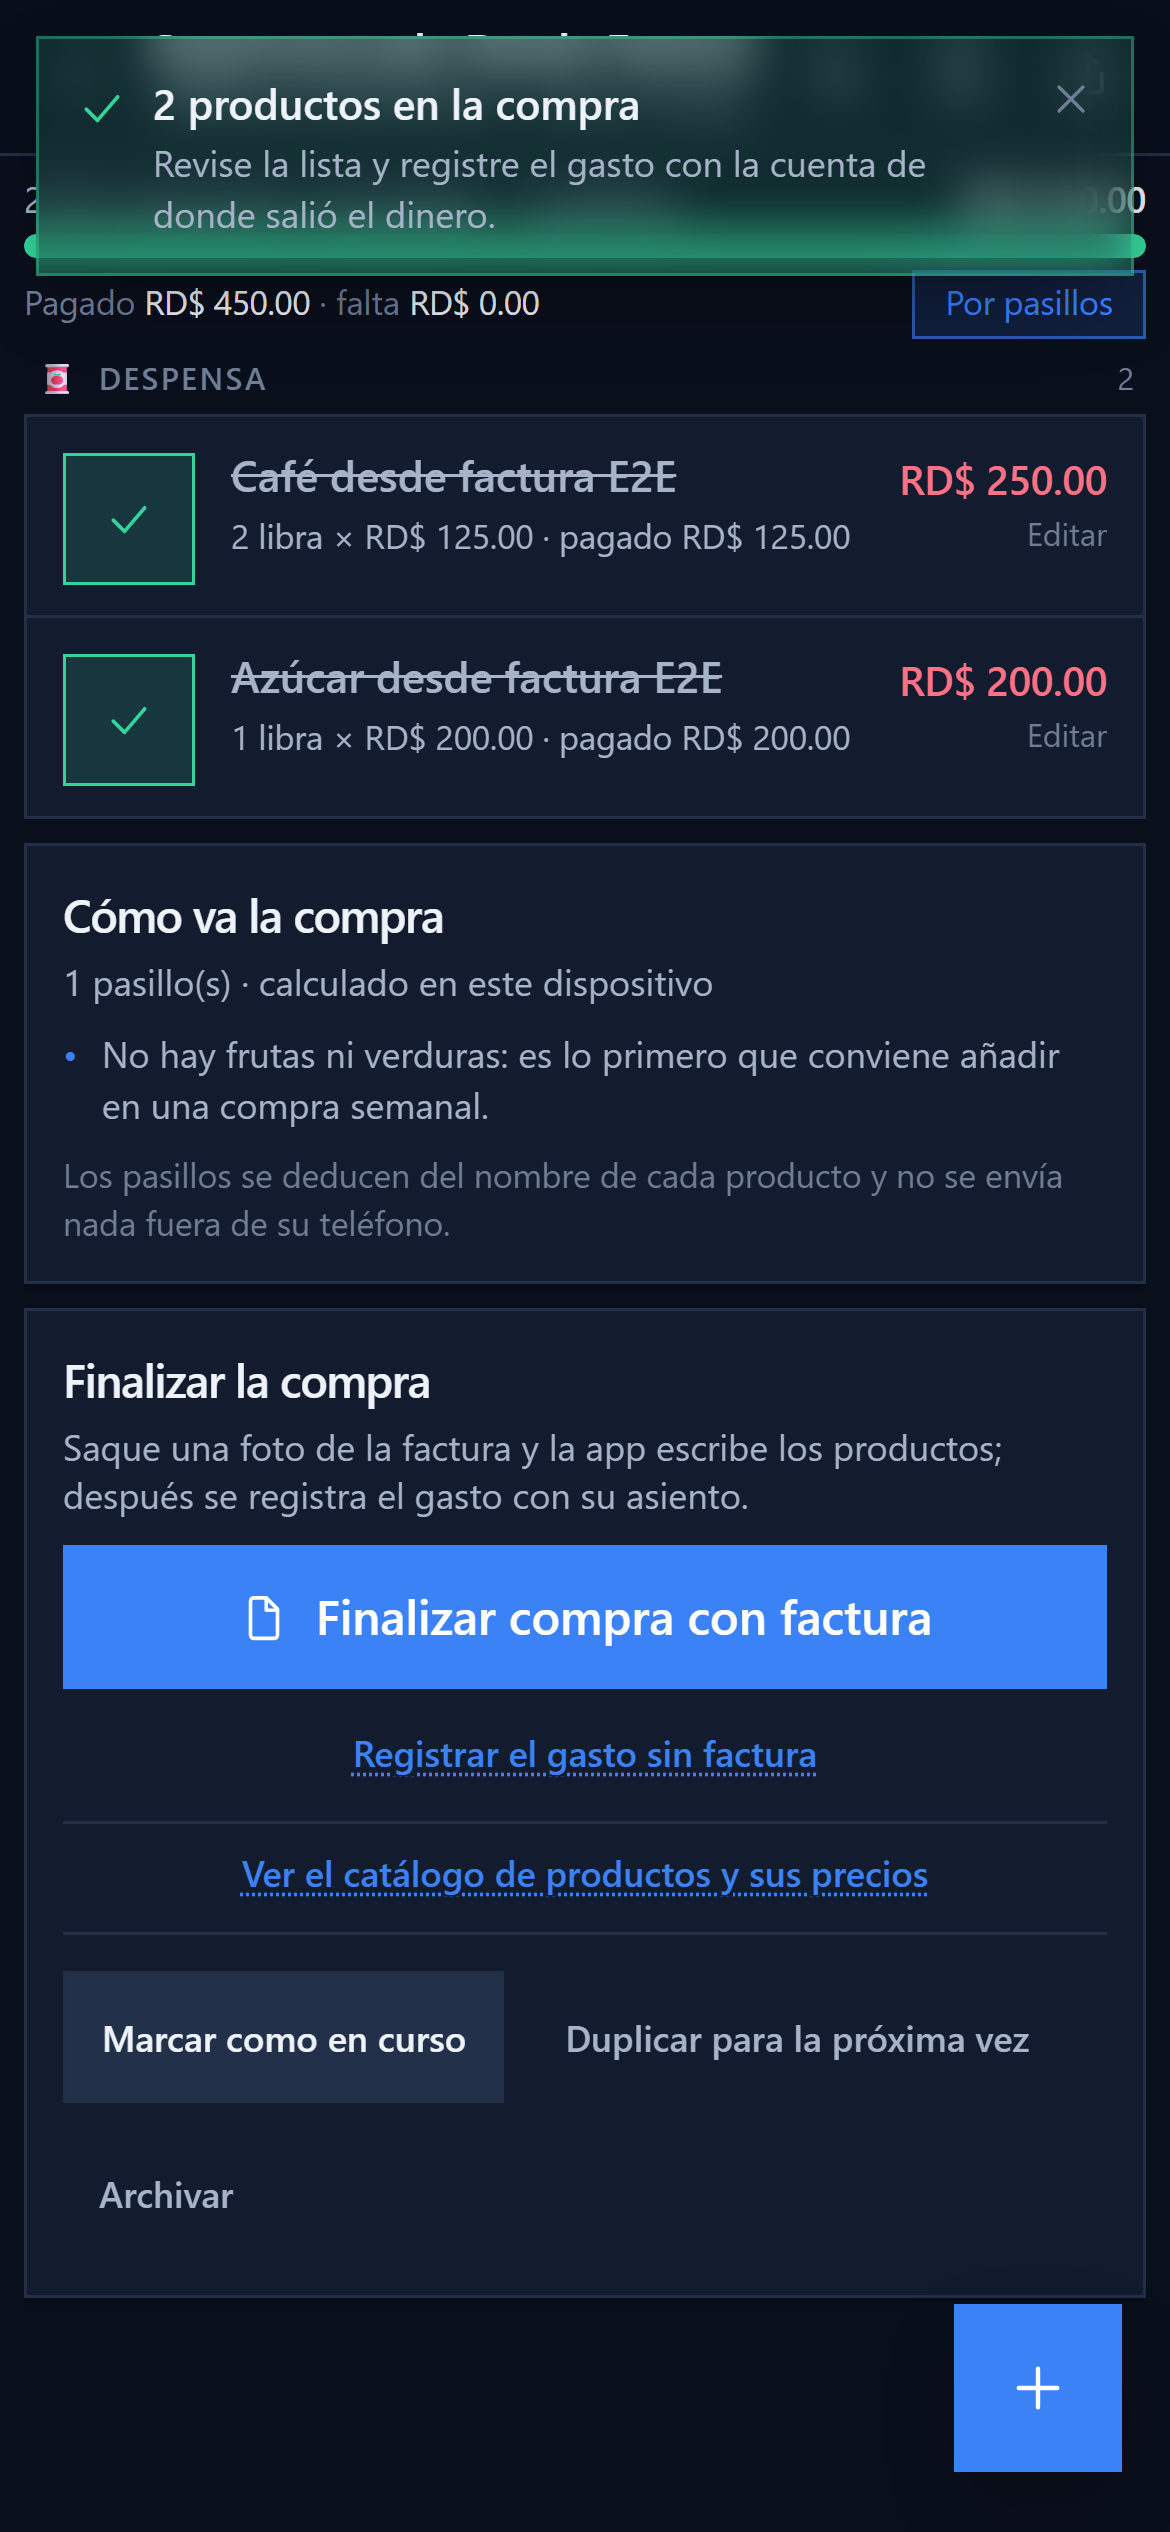 2 productos en la compra
Revise la lista y registre el gasto con la cuenta de
donde salió el dinero.
Pagado RD$ 450.00 · falta RD$ 0.00
Por pasillos
DESPENSA
2
Café desde factura E2E
RD$ 250.00
2 libra × RD$ 125.00 · pagado RD$ 125.00
Editar
Azúcar desde factura E2E
RD$ 200.00
1 libra × RD$ 200.00 · pagado RD$ 200.00
Editar
Cómo va la compra
1 pasillo(s) · calculado en este dispositivo
• No hay frutas ni verduras: es lo primero que conviene añadir
en una compra semanal.
Los pasillos se deducen del nombre de cada producto y no se envía
nada fuera de su teléfono.
Finalizar la compra
Saque una foto de la factura y la app escribe los productos;
después se registra el gasto con su asiento.
Finalizar compra con factura
Registrar el gasto sin factura
Ver el catálogo de productos y sus precios
Marcar como en curso
Duplicar para la próxima vez
Archivar